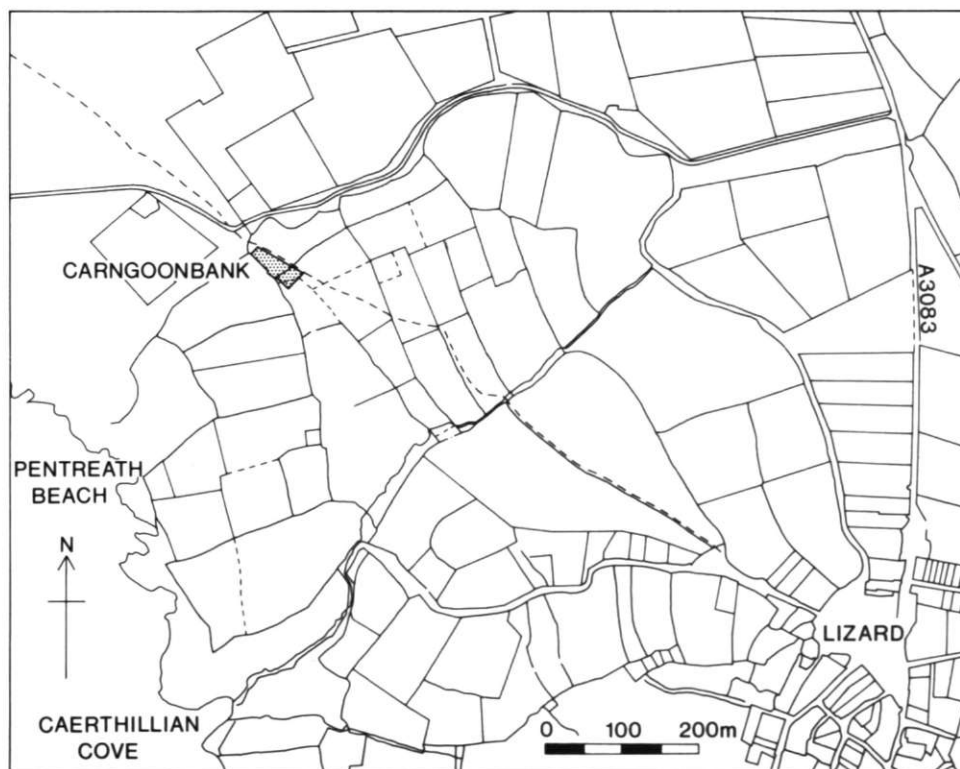 CARNGOONBANK
A3083
PENTREATH
BEACH
N
LIZARD
CAERTHILLIAN
COVE
0 100 200m